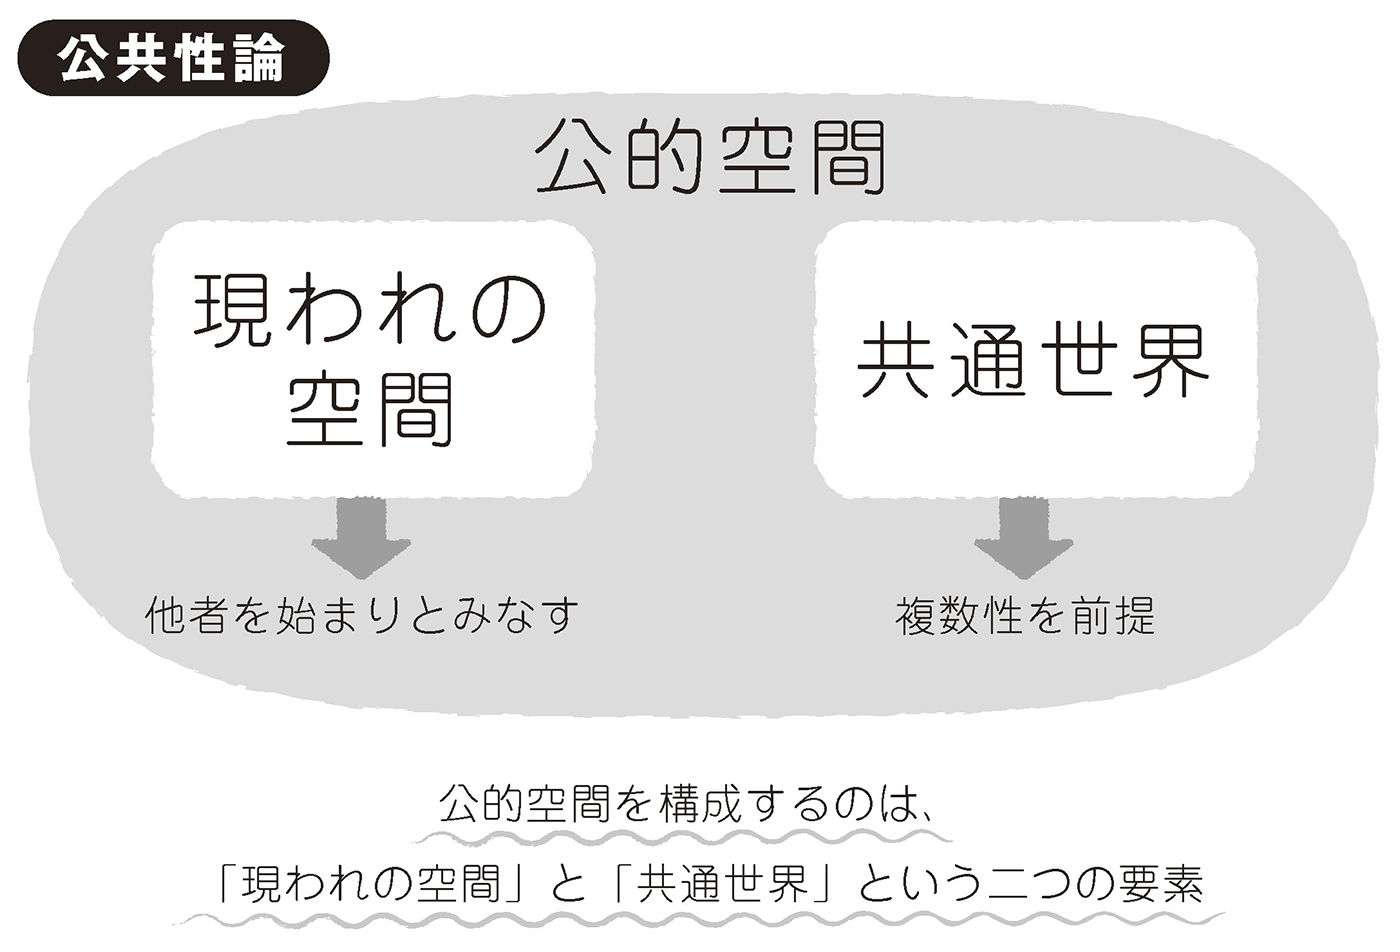 公共性論
公的空間
現われの
空間
共通世界
他者を始まりとみなす
複数性を前提
公的空間を構成するのは、
「現われの空間」と「共通世界」という二つの要素